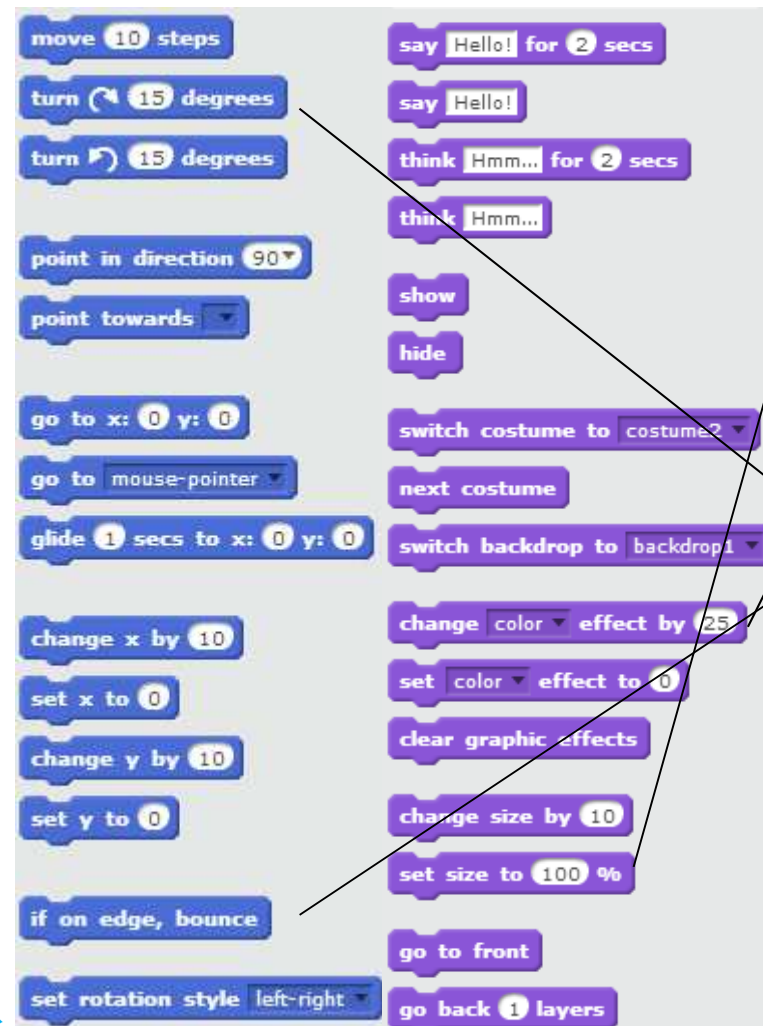 move 10 steps
turn 15 degrees
turn 15 degrees
point in direction 90
point towards
go to x: 0 y: 0
go to mouse-pointer
glide 1 secs to x: 0 y: 0
change x by 10
set x to 0
change y by 10
set y to 0
if on edge, bounce
set rotation style left-right
say Hello! for 2 secs
say Hello!
think Hmm... for 2 secs
think Hmm...
show
hide
switch costume to costume2
next costume
switch backdrop to backdrop1
change color effect by 25
set color effect to 0
clear graphic effects
change size by 10
set size to 100 %
go to front
go back 1 layers